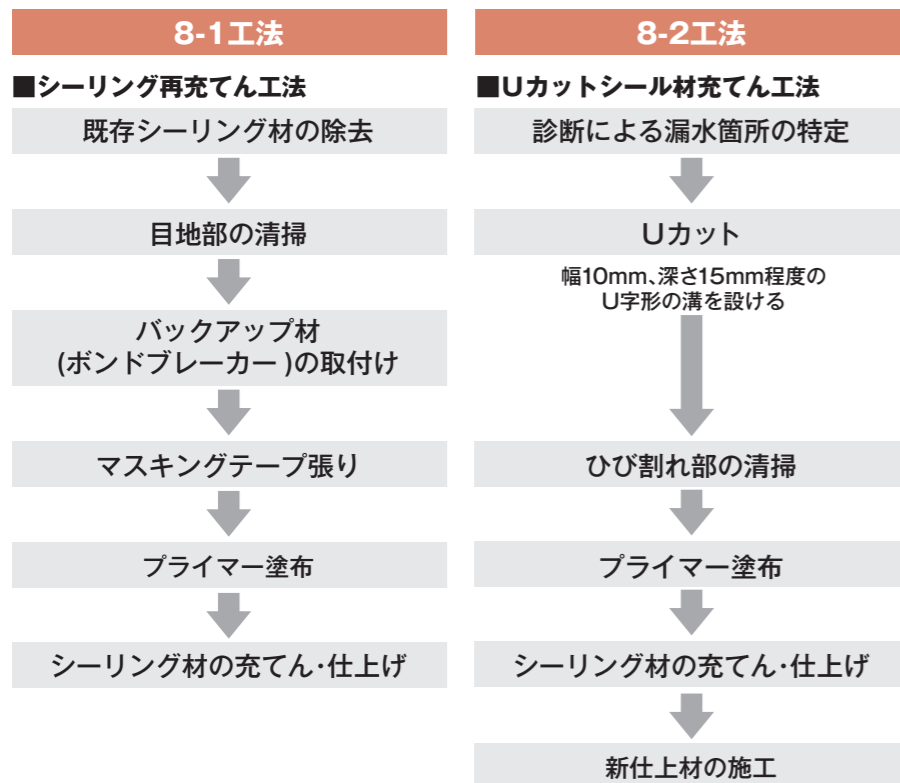 8-1工法
■シーリング再充てん工法
既存シーリング材の除去
目地部の清掃
バックアップ材
(ボンドブレーカー )の取付け
マスキングテープ張り
プライマー塗布
シーリング材の充てん・仕上げ
8-2工法
■Uカットシール材充てん工法
診断による漏水箇所の特定
Uカット
幅10mm、深さ15mm程度の
U字形の溝を設ける
ひび割れ部の清掃
プライマー塗布
シーリング材の充てん・仕上げ
新仕上材の施工